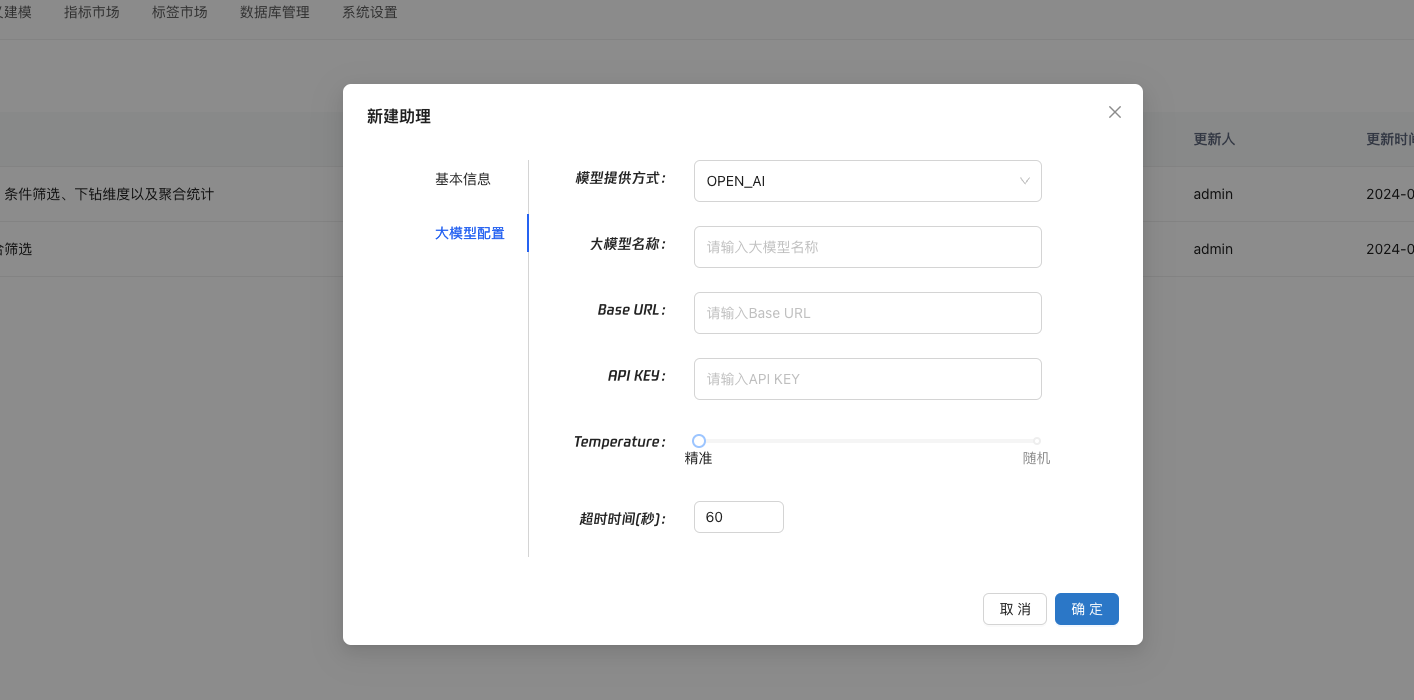 建模
指标市场
标签市场
数据库管理
系统设置
新建助理
更新人
更新时间
条件筛选、下钻维度以及聚合统计
admin
2024-0
筛选
admin
2024-0
基本信息
大模型配置
模型提供方式:
OPEN_AI
大模型名称:
请输入大模型名称
Base URL:
请输入Base URL
API KEY:
请输入API KEY
Temperature:
精准
随机
超时时间(秒):
60
取 消
确 定